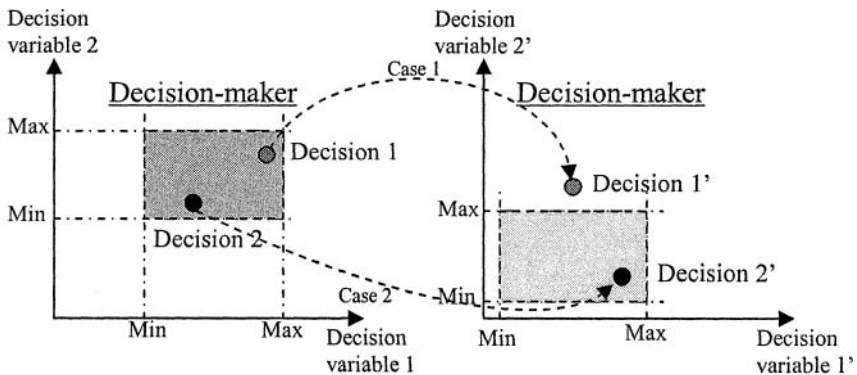 Decision
variable 2
Decision-maker
Max
Min
Decision 1
Decision 2
Min
Max
Decision
variable 1
Case 1
Case 2
Decision
variable 2'
Decision-maker
Decision 1'
Max
Min
Decision 2'
Min
Max
Decision
variable 1'